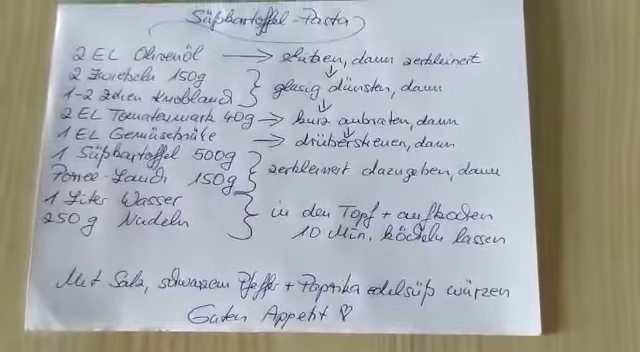 Süßkartoffel-Pasta
2 EL Olivenöl → erhitzen, dann zerkleinert
2 Zwiebeln 150g
1-2 Zehen Knoblauch } glasig dünsten, dann
2 EL Tomatenmark 40g → kurz anbraten, dann
1 EL Gemüsebrühe → drüberstreuen, dann
1 Süßkartoffel 500g
Porree-Lauch 150g } zerkleinert dazugeben, dann
1 Liter Wasser
250 g Nudeln } in den Topf + aufkochen
10 Min. köcheln lassen
Mit Salz, schwarzem Pfeffer + Paprika edelsüß würzen
Guten Appetit ♡